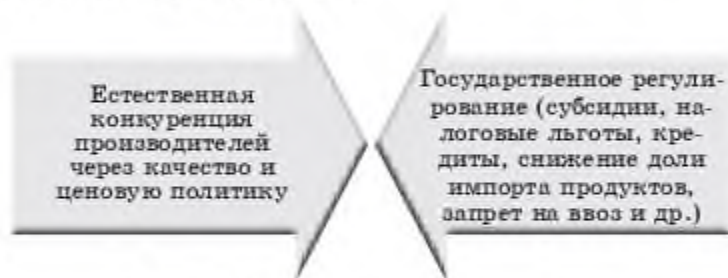 Естественная
конкуренция
производителей
через качество и
ценовую политику
Государственное регули-
рование (субсидии, на-
логовые льготы, кре-
диты, снижение доли
импорта продуктов,
запрет на ввоз и др.)